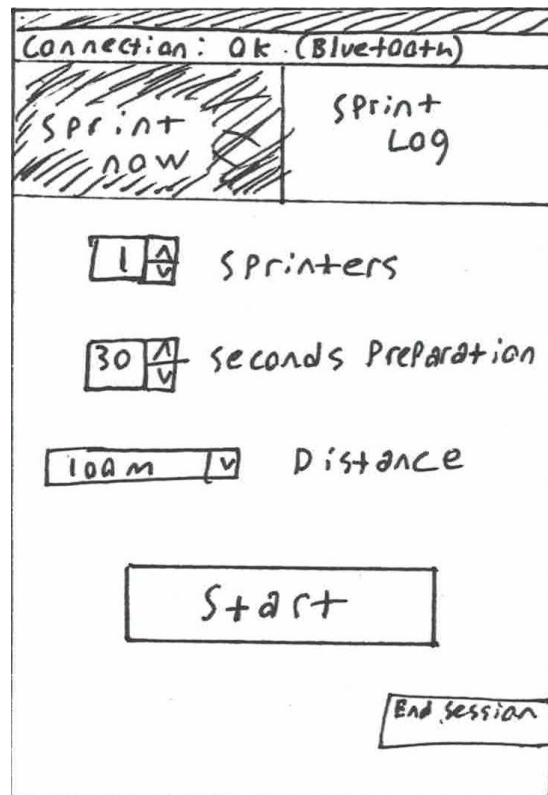 Connection: Ok (Bluetooth)
Sprint
now
Sprint
Log
1 Sprinters
30 seconds Preparation
100m Distance
Start
End session